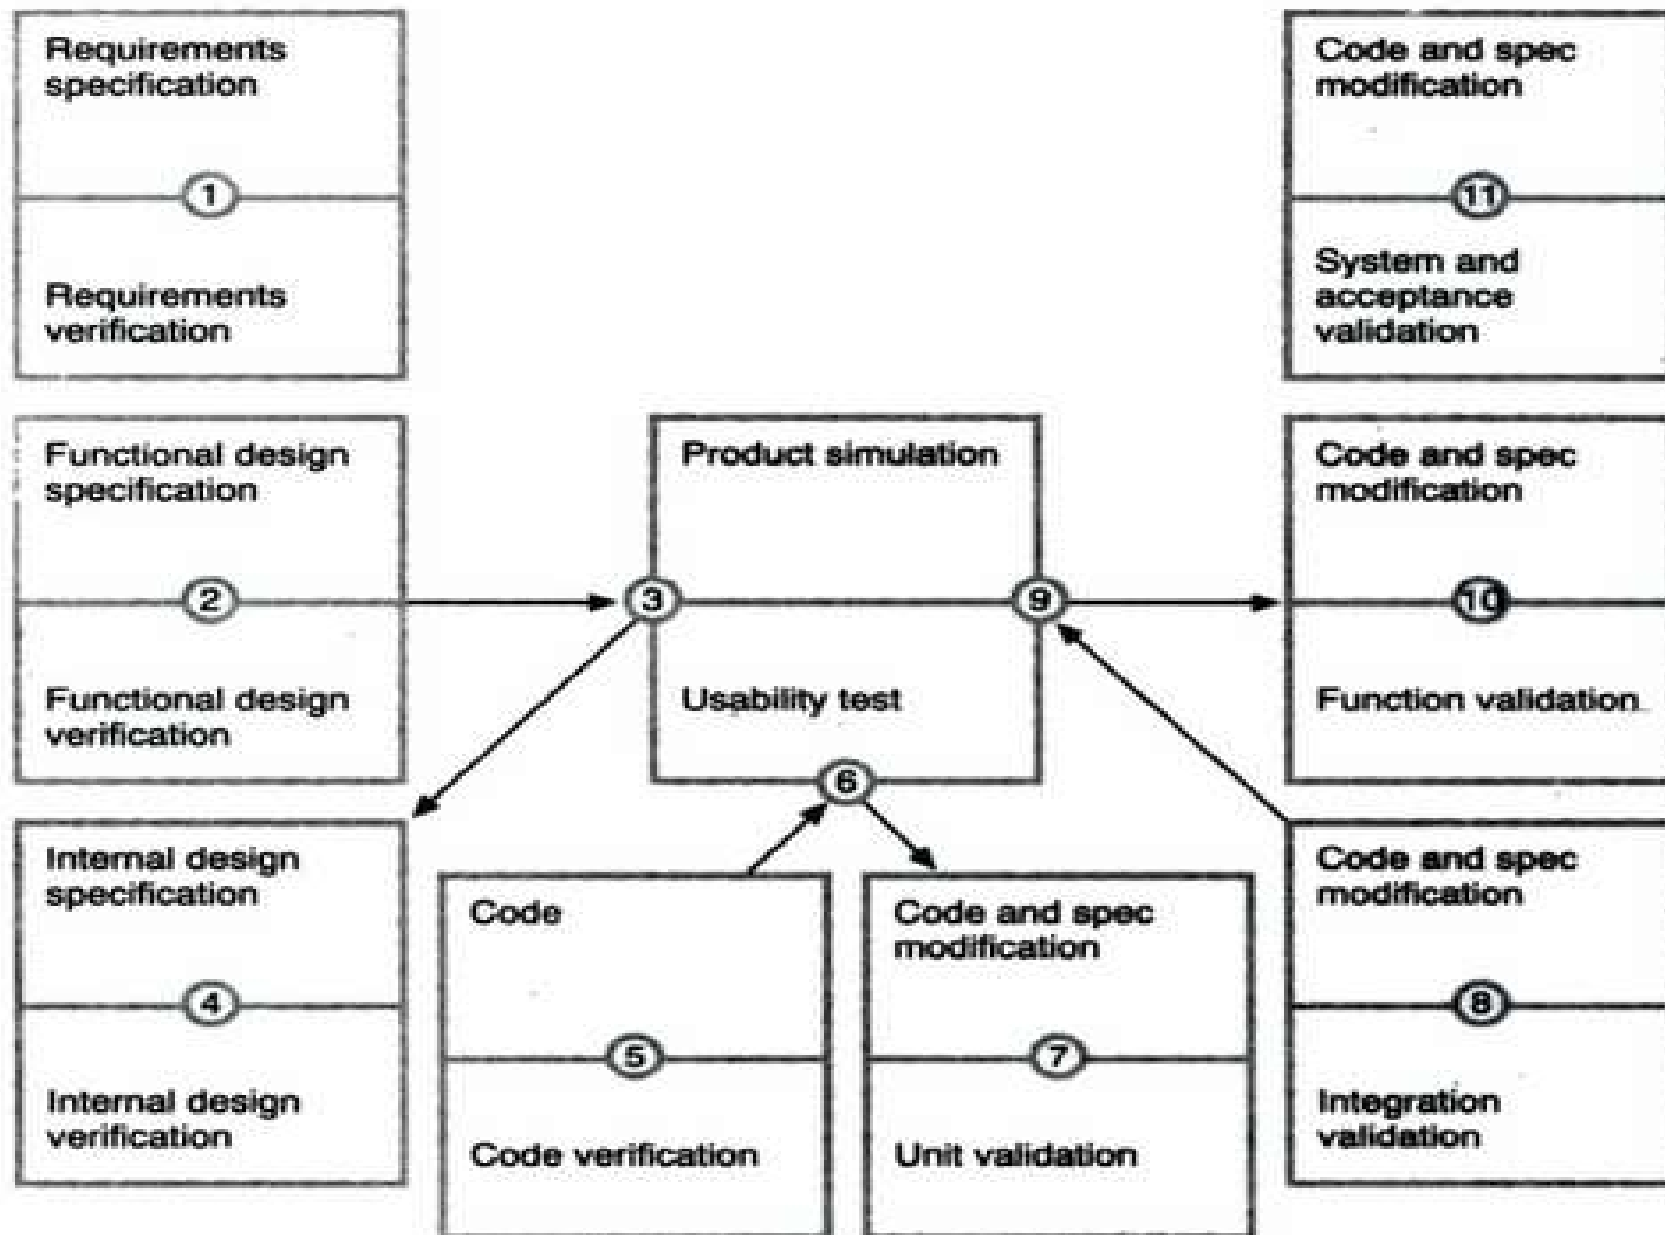 Requirements
specification
1
Requirements
verification
Code and spec
modification
11
System and
acceptance
validation
Functional design
specification
2
Functional design
verification
Product simulation
3
9
Usability test
6
Code and spec
modification
10
Function validation
Internal design
specification
4
Internal design
verification
Code
5
Code verification
Code and spec
modification
7
Unit validation
Code and spec
modification
8
Integration
validation